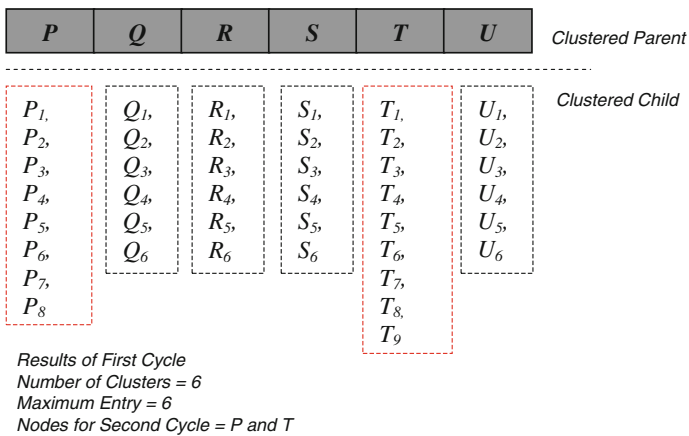 P Q R S T U Clustered Parent
Clustered Child
P1, Q1, R1, S1, T1, U1,
P2, Q2, R2, S2, T2, U2,
P3, Q3, R3, S3, T3, U3,
P4, Q4, R4, S4, T4, U4,
P5, Q5, R5, S5, T5, U5,
P6, Q6 R6 S6 T6, U6
P7, T7,
P8 T8,
T9
Results of First Cycle
Number of Clusters = 6
Maximum Entry = 6
Nodes for Second Cycle = P and T